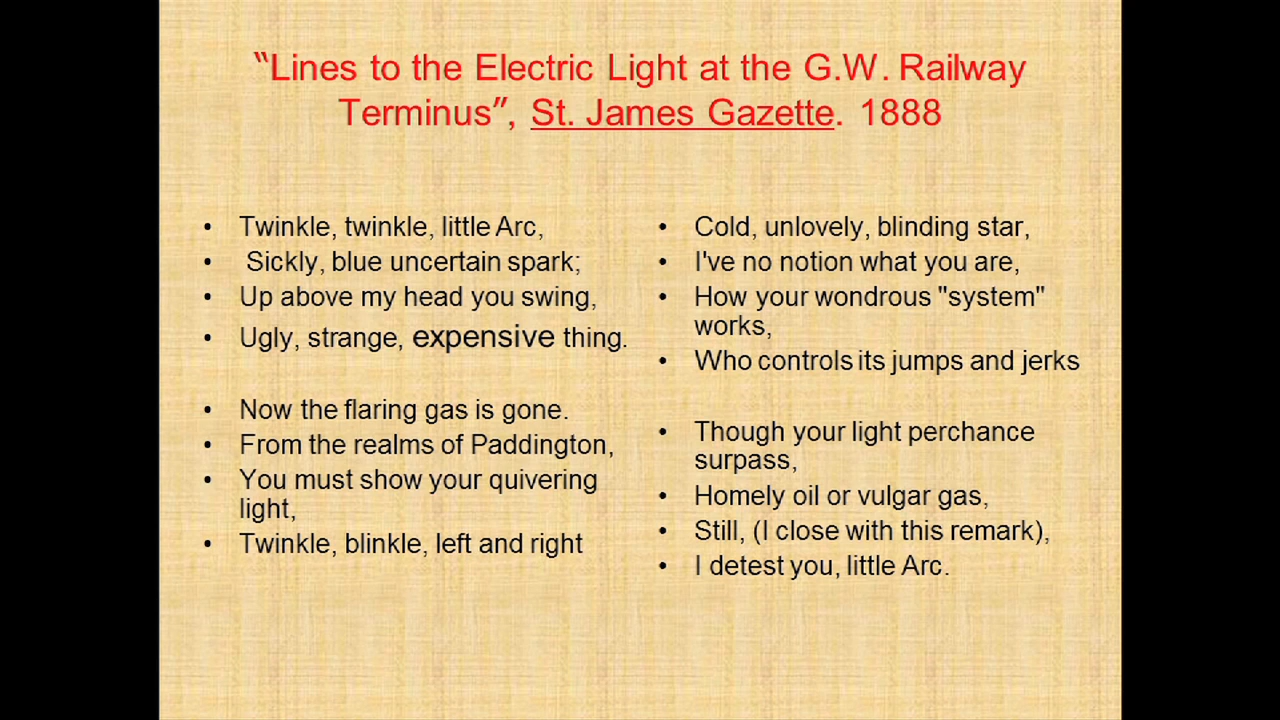 “Lines to the Electric Light at the G.W. Railway
Terminus”, St. James Gazette. 1888
• Twinkle, twinkle, little Arc,
• Sickly, blue uncertain spark;
• Up above my head you swing,
• Ugly, strange, expensive thing.
• Now the flaring gas is gone.
• From the realms of Paddington,
• You must show your quivering
light,
• Twinkle, blinkle, left and right
• Cold, unlovely, blinding star,
• I've no notion what you are,
• How your wondrous "system"
works,
• Who controls its jumps and jerks
• Though your light perchance
surpass,
• Homely oil or vulgar gas,
• Still, (I close with this remark),
• I detest you, little Arc.